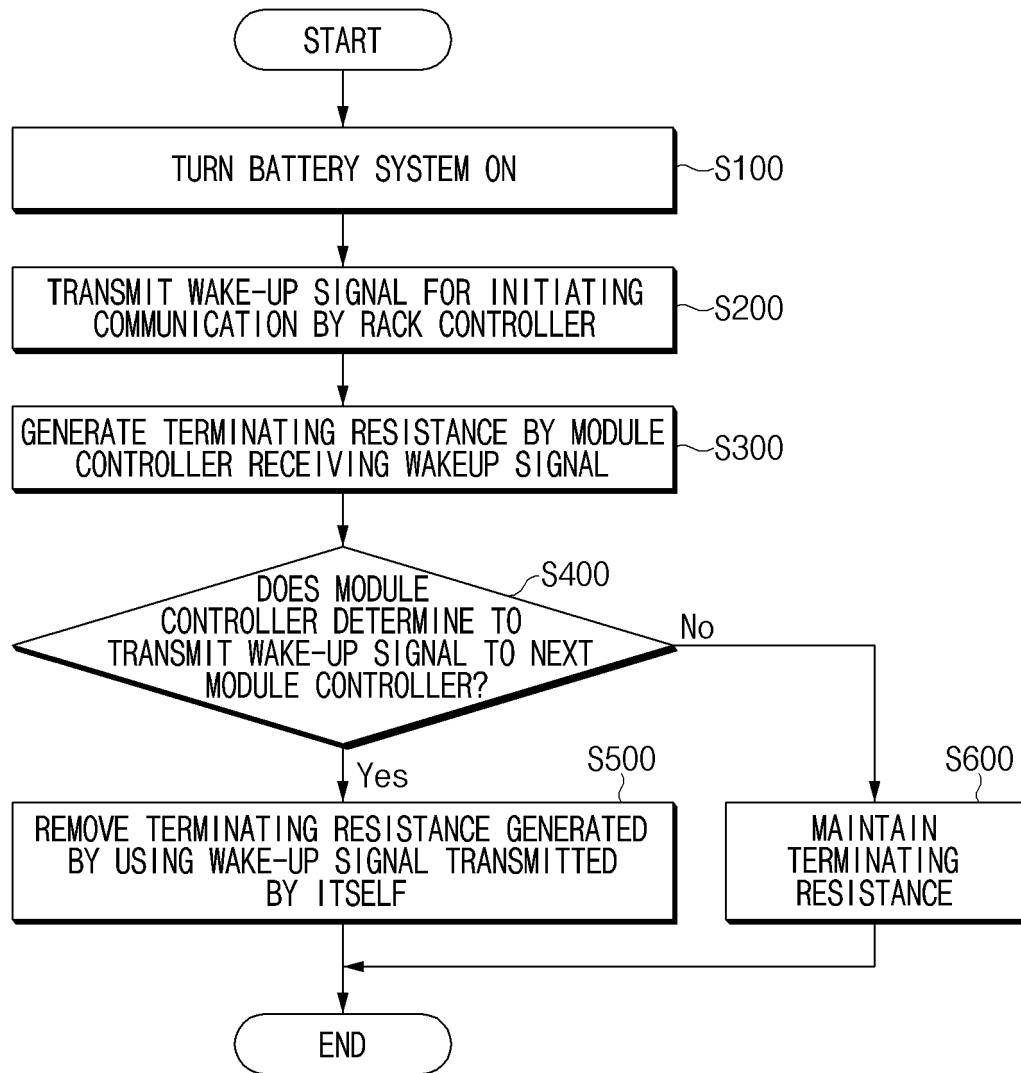 START
TURN BATTERY SYSTEM ON
S100
TRANSMIT WAKE-UP SIGNAL FOR INITIATING
COMMUNICATION BY RACK CONTROLLER
S200
GENERATE TERMINATING RESISTANCE BY MODULE
CONTROLLER RECEIVING WAKEUP SIGNAL
S300
DOES MODULE
CONTROLLER DETERMINE TO
TRANSMIT WAKE-UP SIGNAL TO NEXT
MODULE CONTROLLER?
S400
No
Yes
S500
REMOVE TERMINATING RESISTANCE GENERATED
BY USING WAKE-UP SIGNAL TRANSMITTED
BY ITSELF
S600
MAINTAIN
TERMINATING
RESISTANCE
END